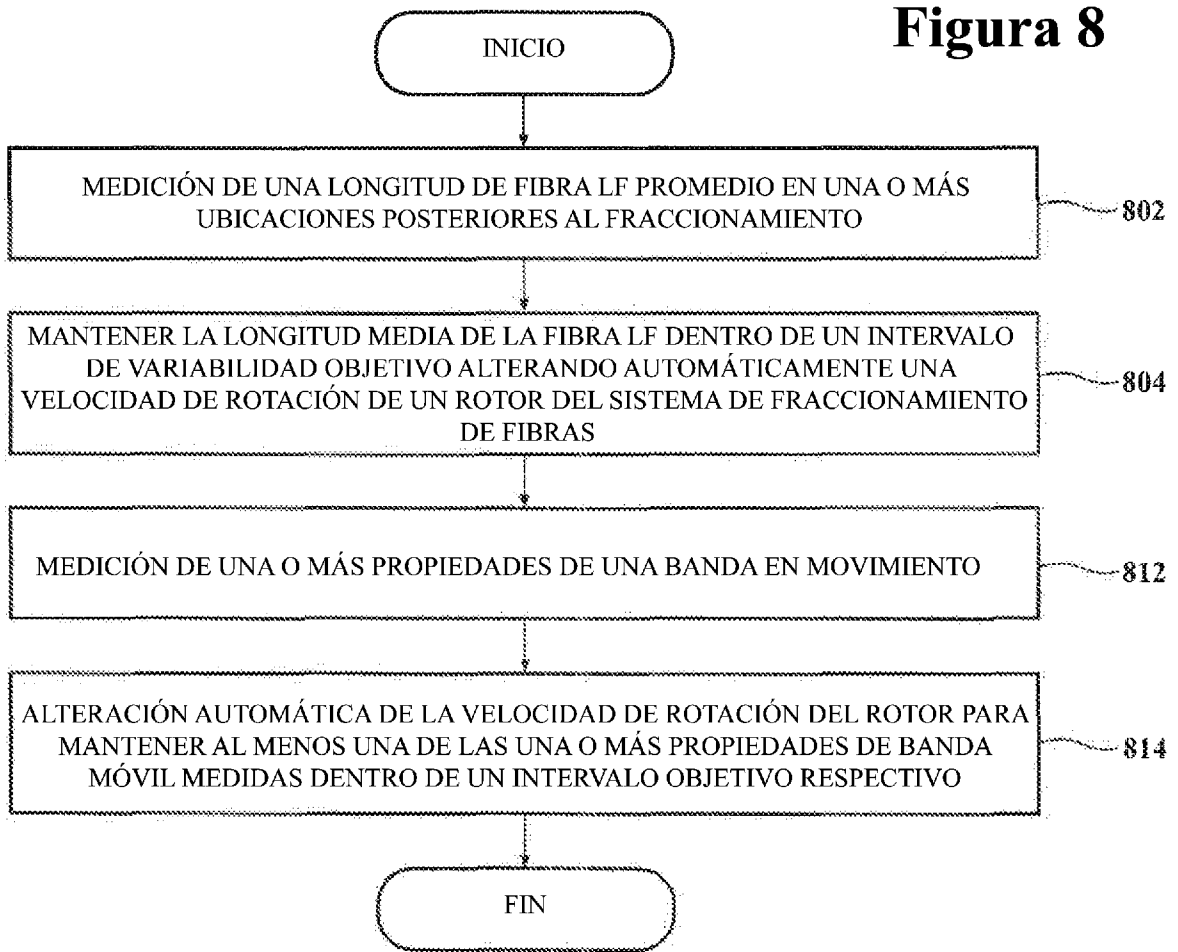 Figura 8
INICIO
MEDICIÓN DE UNA LONGITUD DE FIBRA LF PROMEDIO EN UNA O MÁS
UBICACIONES POSTERIORES AL FRACCIONAMIENTO
802
MANTENER LA LONGITUD MEDIA DE LA FIBRA LF DENTRO DE UN INTERVALO
DE VARIABILIDAD OBJETIVO ALTERANDO AUTOMÁTICAMENTE UNA
VELOCIDAD DE ROTACIÓN DE UN ROTOR DEL SISTEMA DE FRACCIONAMIENTO
DE FIBRAS
804
MEDICIÓN DE UNA O MÁS PROPIEDADES DE UNA BANDA EN MOVIMIENTO
812
ALTERACIÓN AUTOMÁTICA DE LA VELOCIDAD DE ROTACIÓN DEL ROTOR PARA
MANTENER AL MENOS UNA DE LAS UNA O MÁS PROPIEDADES DE BANDA
MÓVIL MEDIDAS DENTRO DE UN INTERVALO OBJETIVO RESPECTIVO
814
FIN